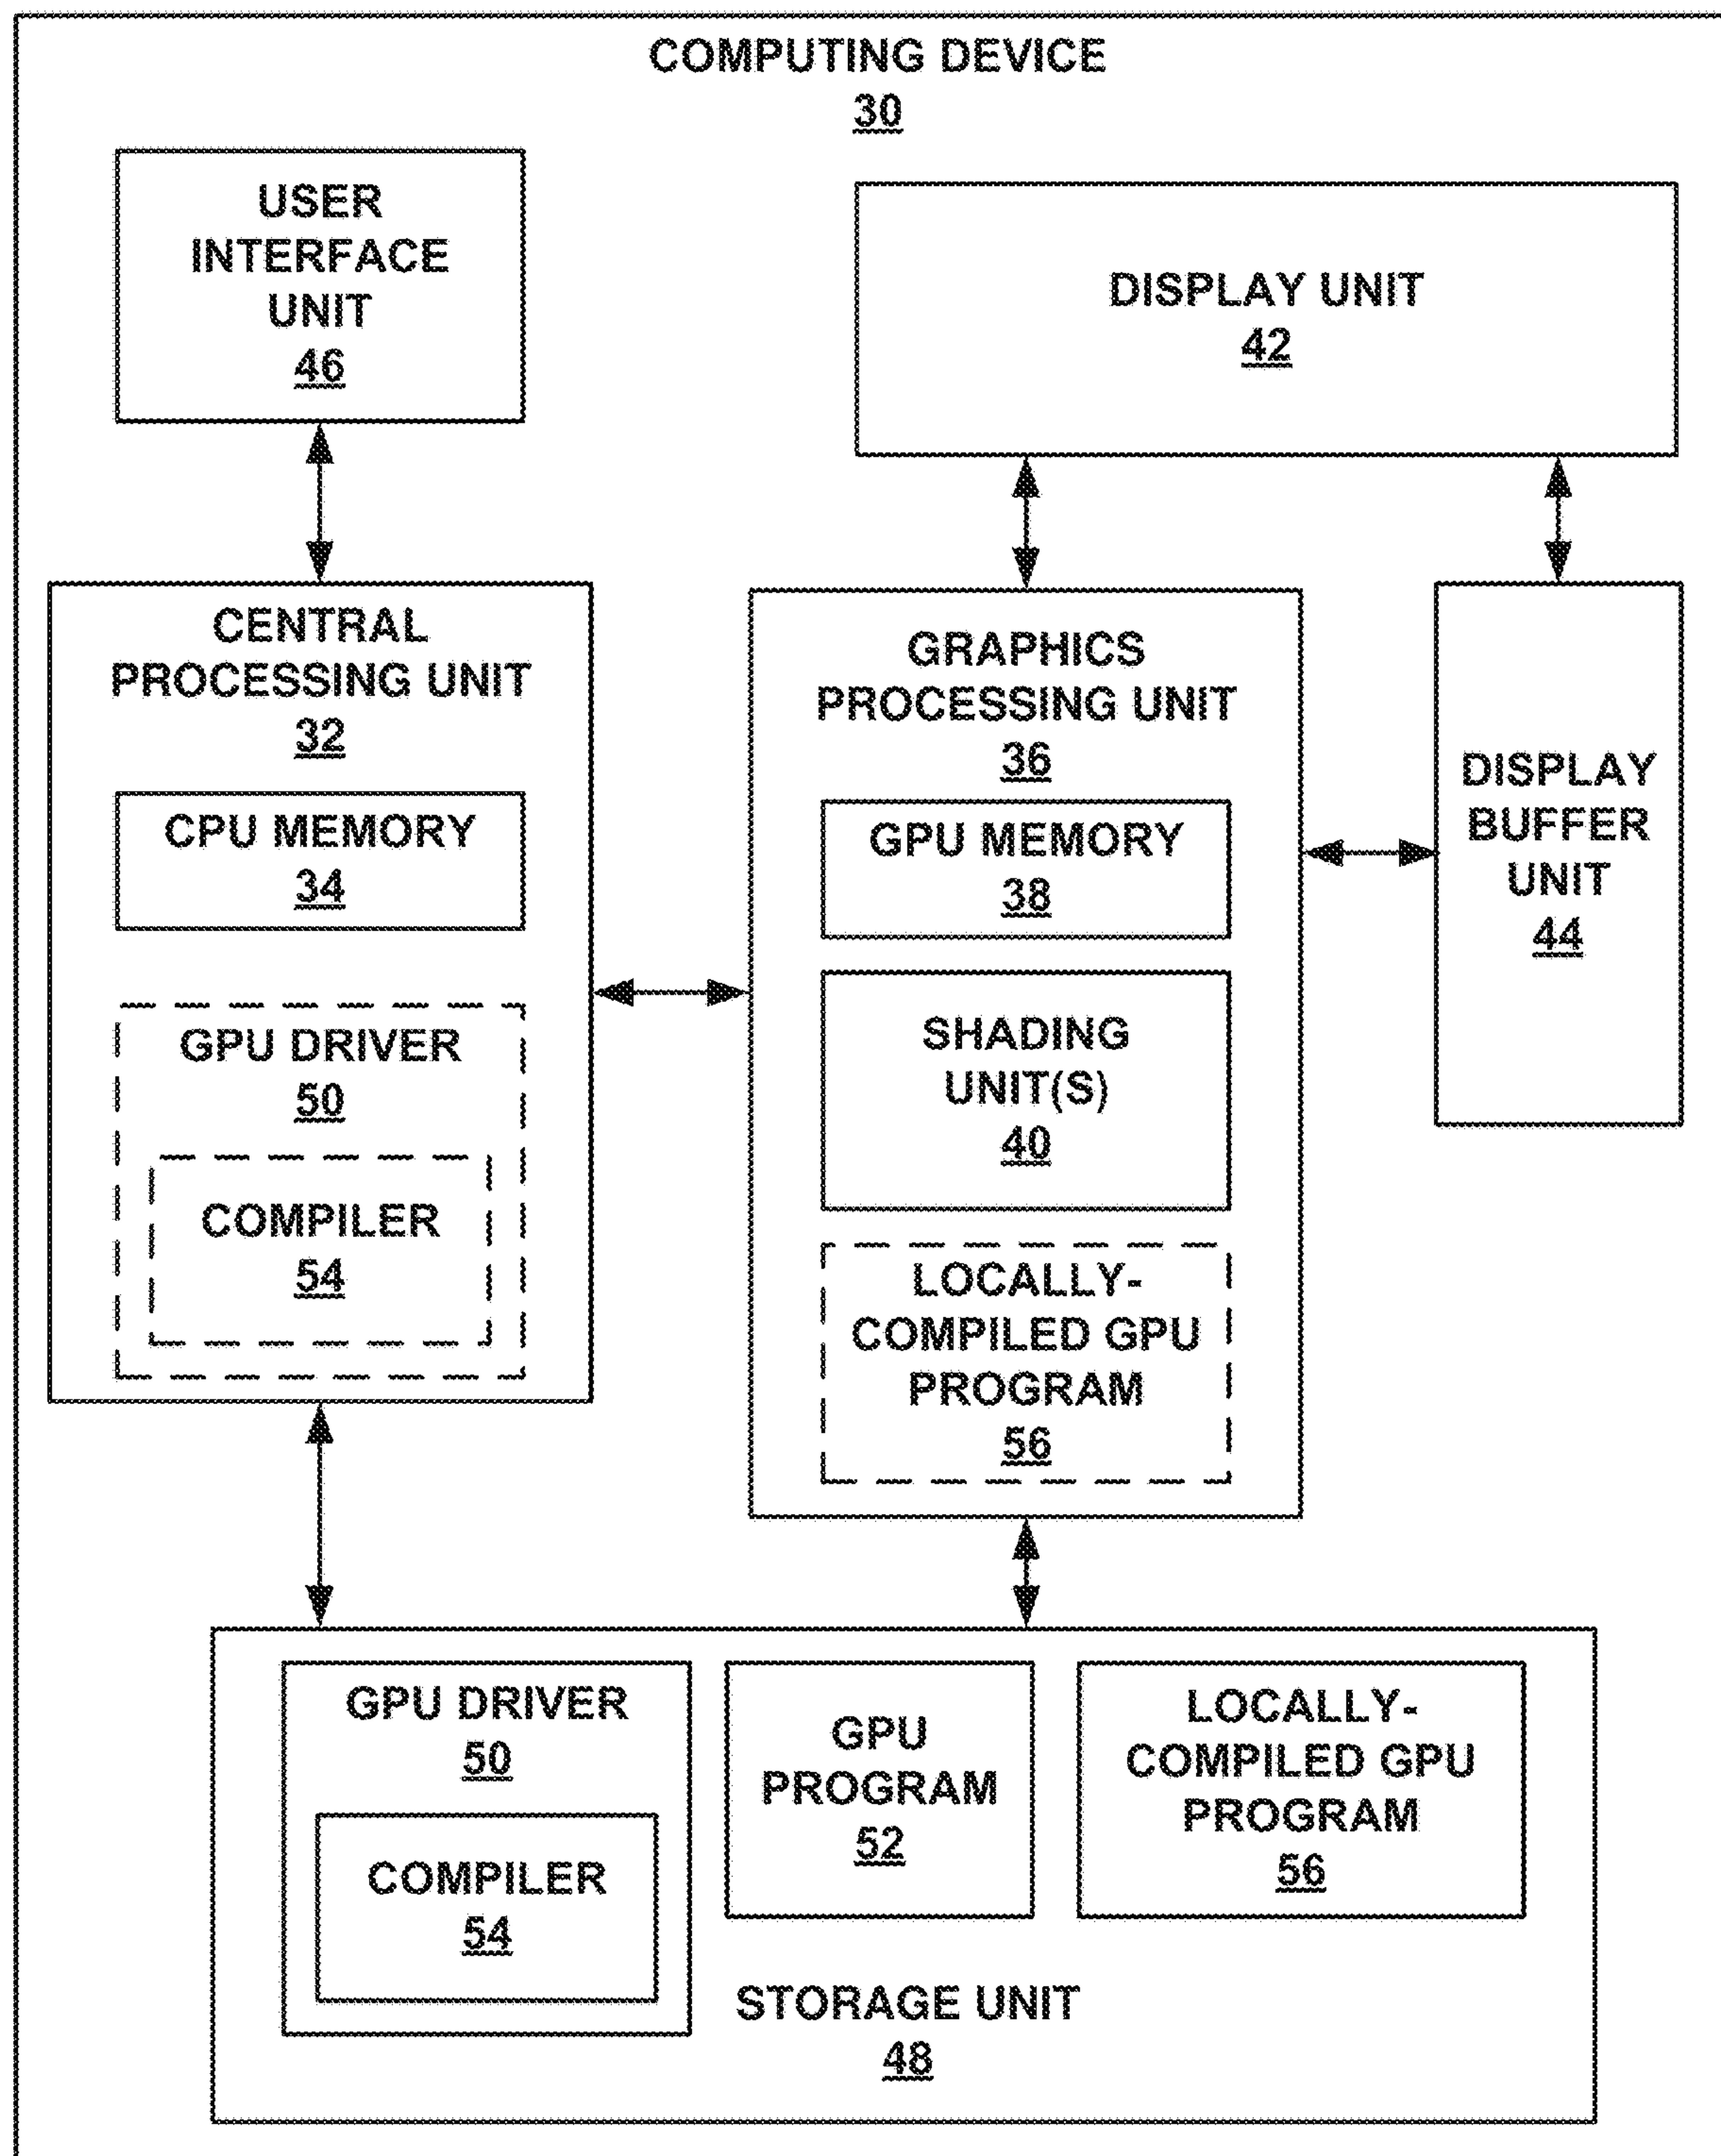 COMPUTING DEVICE
30
USER
INTERFACE
UNIT
46
DISPLAY UNIT
42
CENTRAL
PROCESSING UNIT
32
CPU MEMORY
34
GPU DRIVER
50
COMPILER
54
GRAPHICS
PROCESSING UNIT
36
GPU MEMORY
38
SHADING
UNIT(S)
40
LOCALLY-
COMPILED GPU
PROGRAM
56
DISPLAY
BUFFER
UNIT
44
GPU DRIVER
50
COMPILER
54
GPU
PROGRAM
52
LOCALLY-
COMPILED GPU
PROGRAM
56
STORAGE UNIT
48